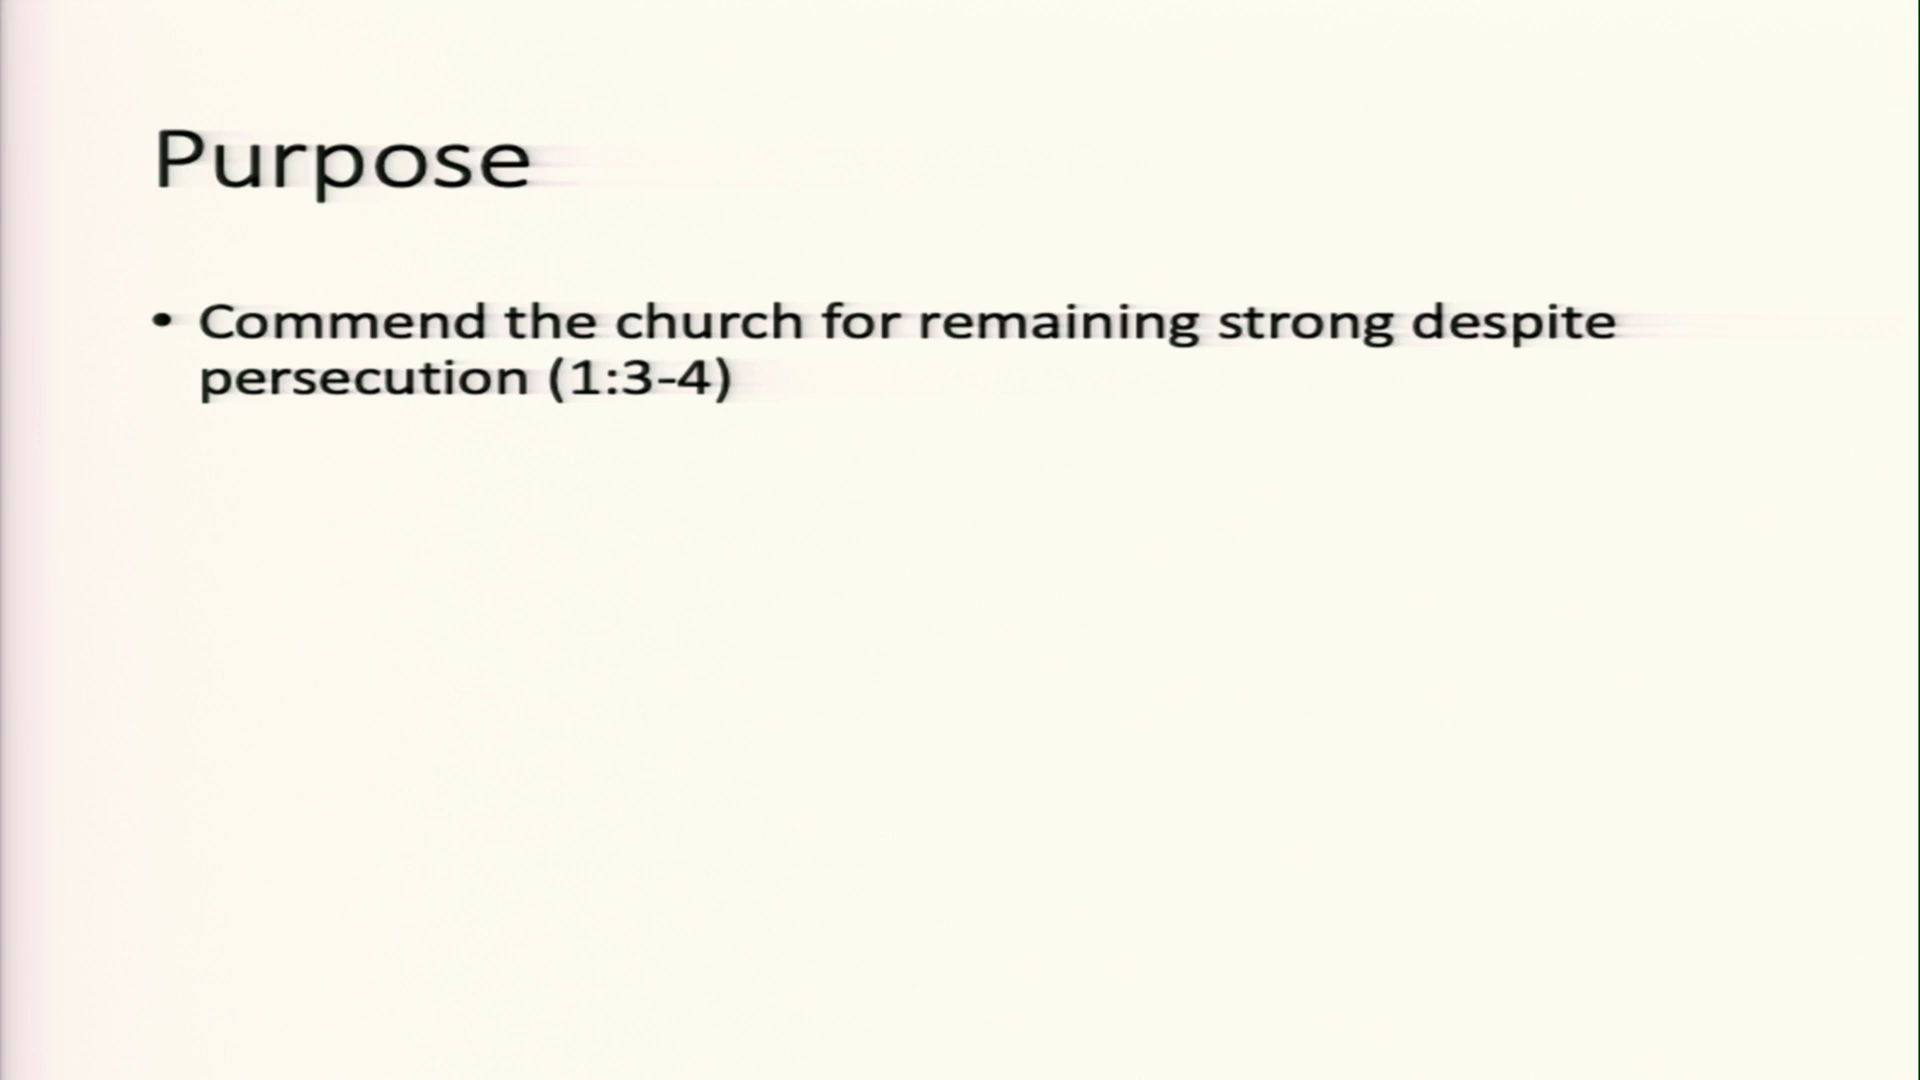 Purpose
• Commend the church for remaining strong despite
persecution (1:3-4)